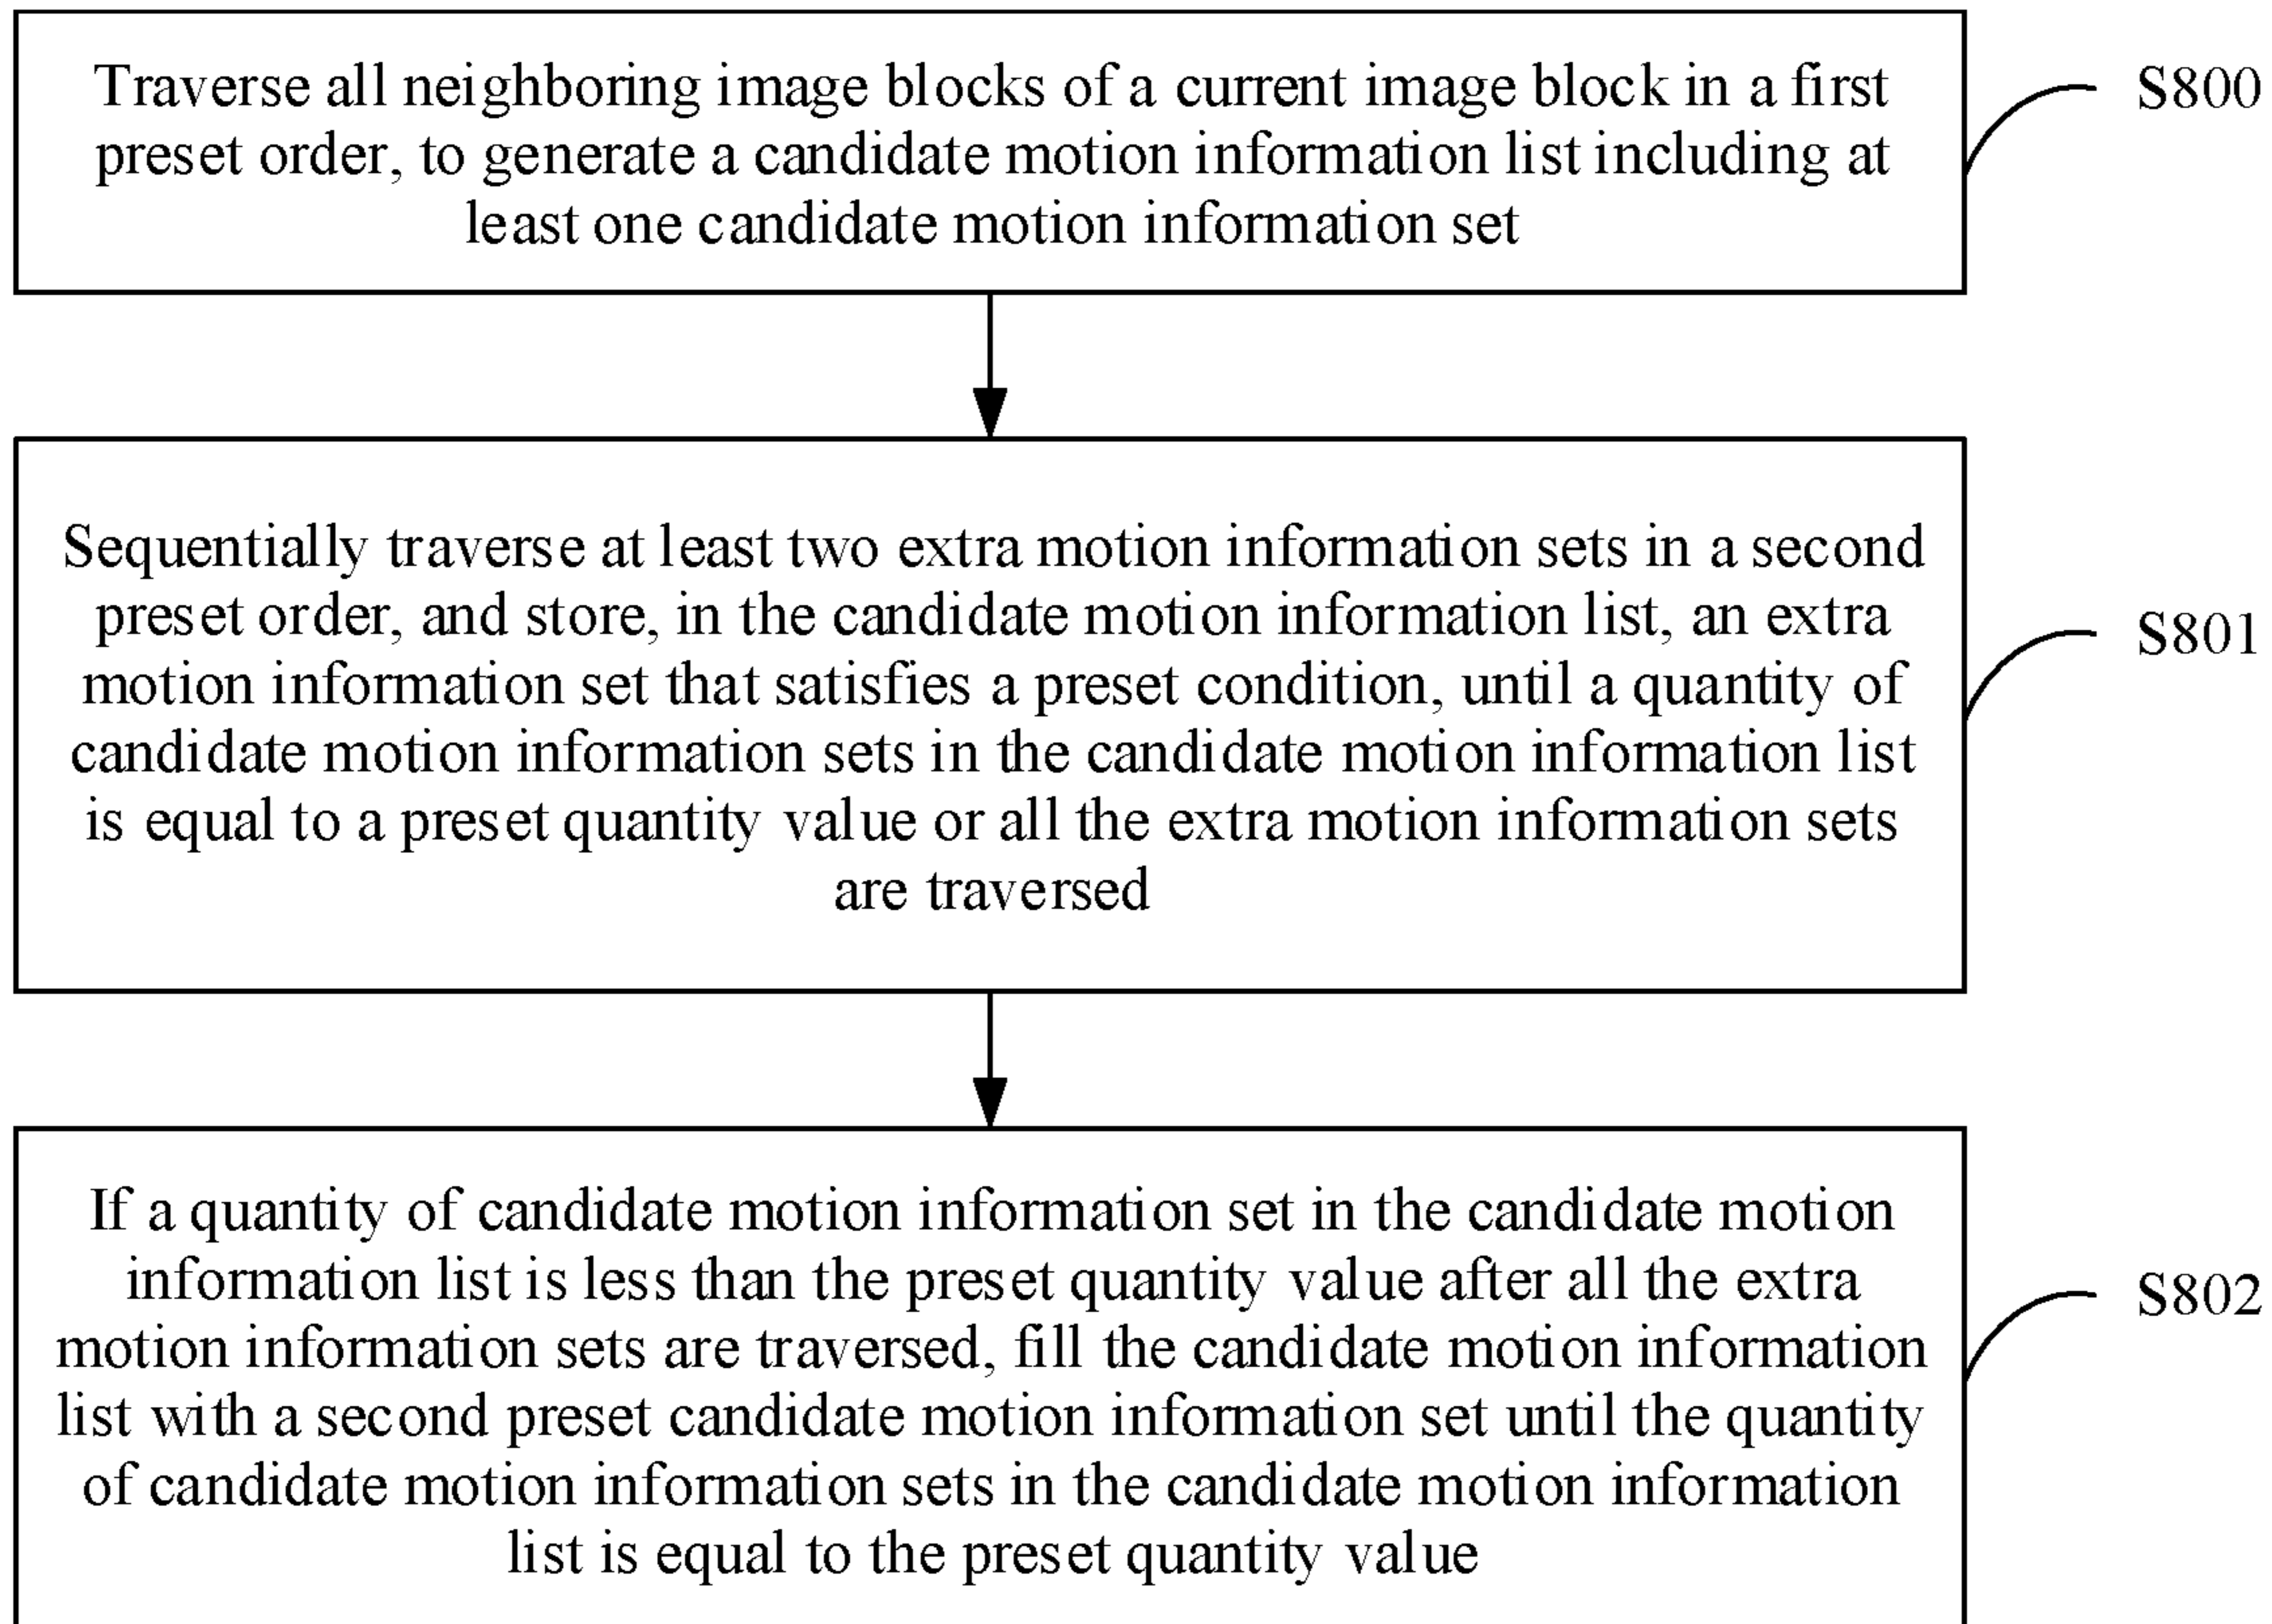 Traverse all neighboring image blocks of a current image block in a first
preset order, to generate a candidate motion information list including at
least one candidate motion information set
S800
Sequentially traverse at least two extra motion information sets in a second
preset order, and store, in the candidate motion information list, an extra
motion information set that satisfies a preset condition, until a quantity of
candidate motion information sets in the candidate motion information list
is equal to a preset quantity value or all the extra motion information sets
are traversed
S801
If a quantity of candidate motion information set in the candidate motion
information list is less than the preset quantity value after all the extra
motion information sets are traversed, fill the candidate motion information
list with a second preset candidate motion information set until the quantity
of candidate motion information sets in the candidate motion information
list is equal to the preset quantity value
S802